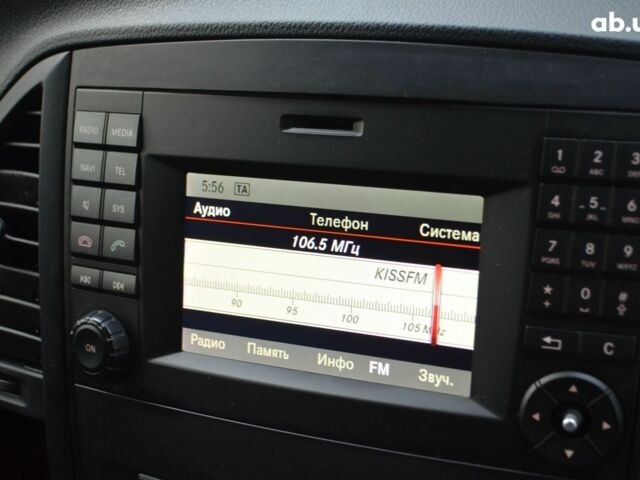 ab.u
RADIO MEDIA
NAVI TEL
SYS
ON
5:56 TA
Аудио Телефон Система
106.5 МГц
KISSFM
90 95 100 105 MHz
Радио Память Инфо FM Звуч.
1 2 ABC 3
4 GHI 5 JKL 6
7 PQRS 8 TUV 9
* 0 #
C